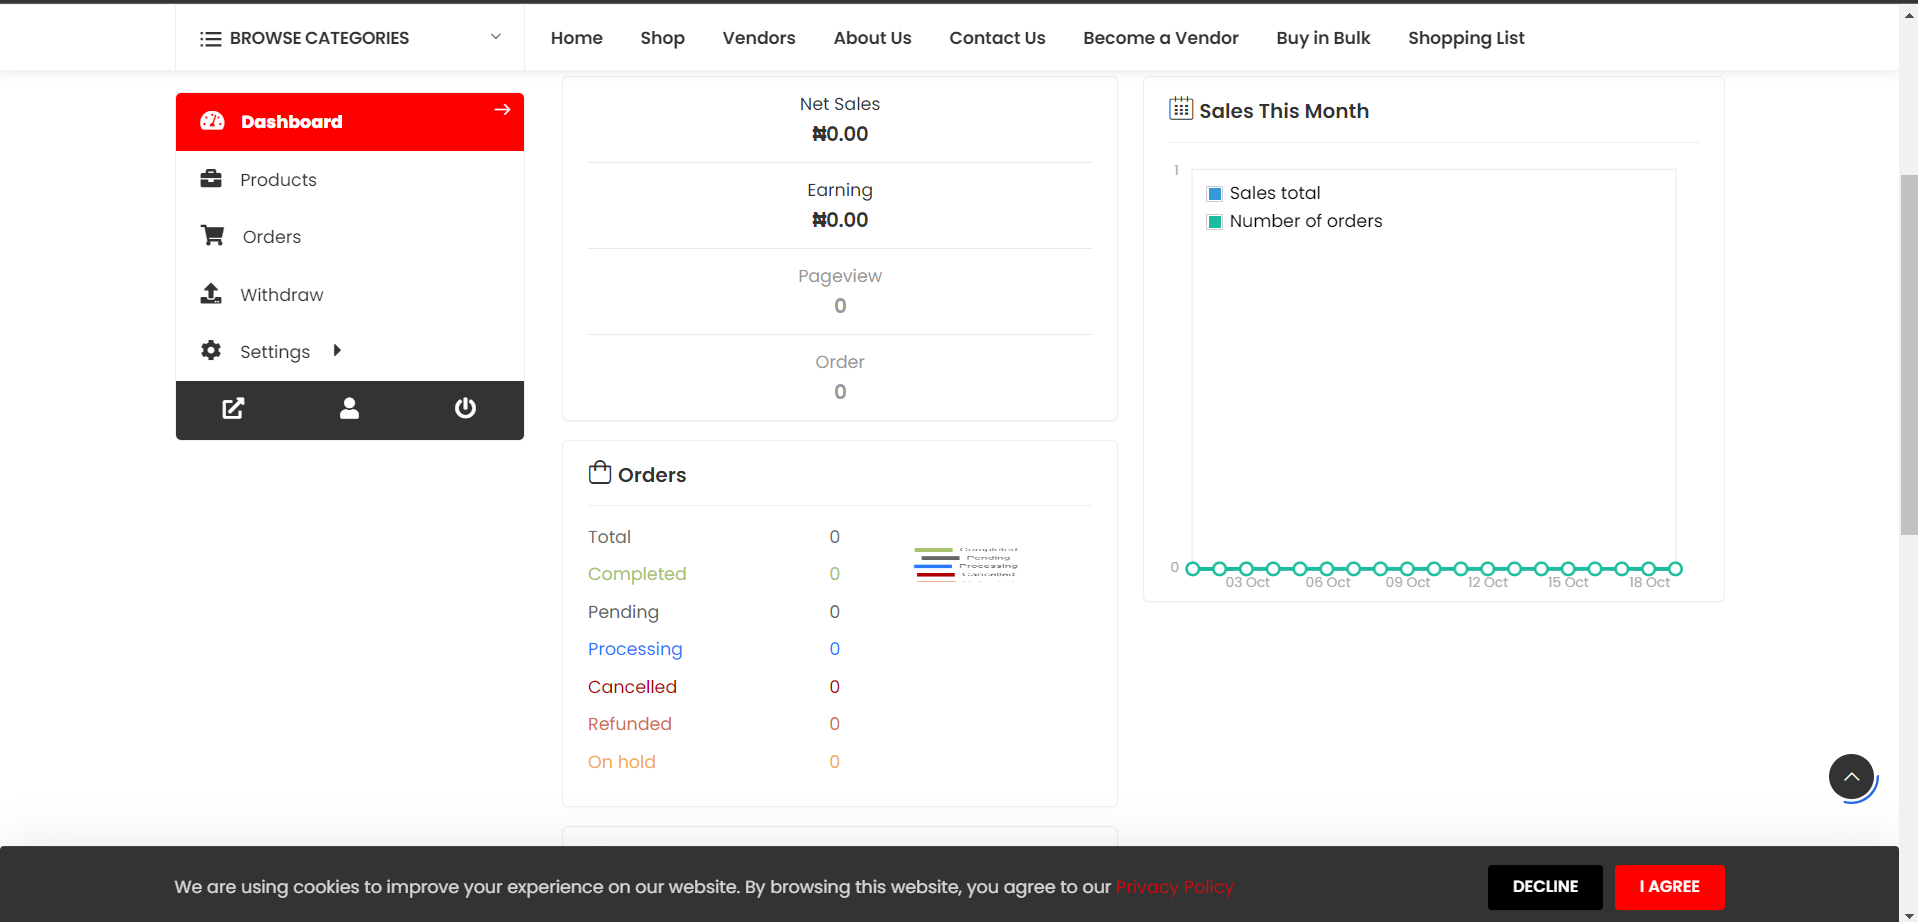 BROWSE CATEGORIES
Home
Shop
Vendors
About Us
Contact Us
Become a Vendor
Buy in Bulk
Shopping List
Dashboard
Products
Orders
Withdraw
Settings
Net Sales
₦0.00
Earning
₦0.00
Pageview
0
Order
0
Orders
Total 0
Completed 0
Pending 0
Processing 0
Cancelled 0
Refunded 0
On hold 0
Completed
Pending
Processing
Cancelled
Sales This Month
1
Sales total
Number of orders
0
03 Oct 06 Oct 09 Oct 12 Oct 15 Oct 18 Oct
We are using cookies to improve your experience on our website. By browsing this website, you agree to our Privacy Policy
DECLINE
I AGREE